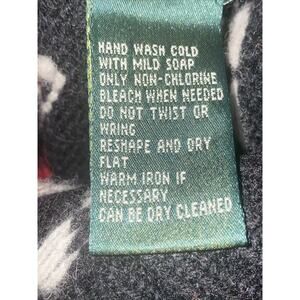 HAND WASH COLD
WITH MILD SOAP
ONLY NON-CHLORINE
BLEACH WHEN NEEDED
DO NOT TWIST OR
WRING
RESHAPE AND DRY
FLAT
WARM IRON IF
NECESSARY
CAN BE DRY CLEANED